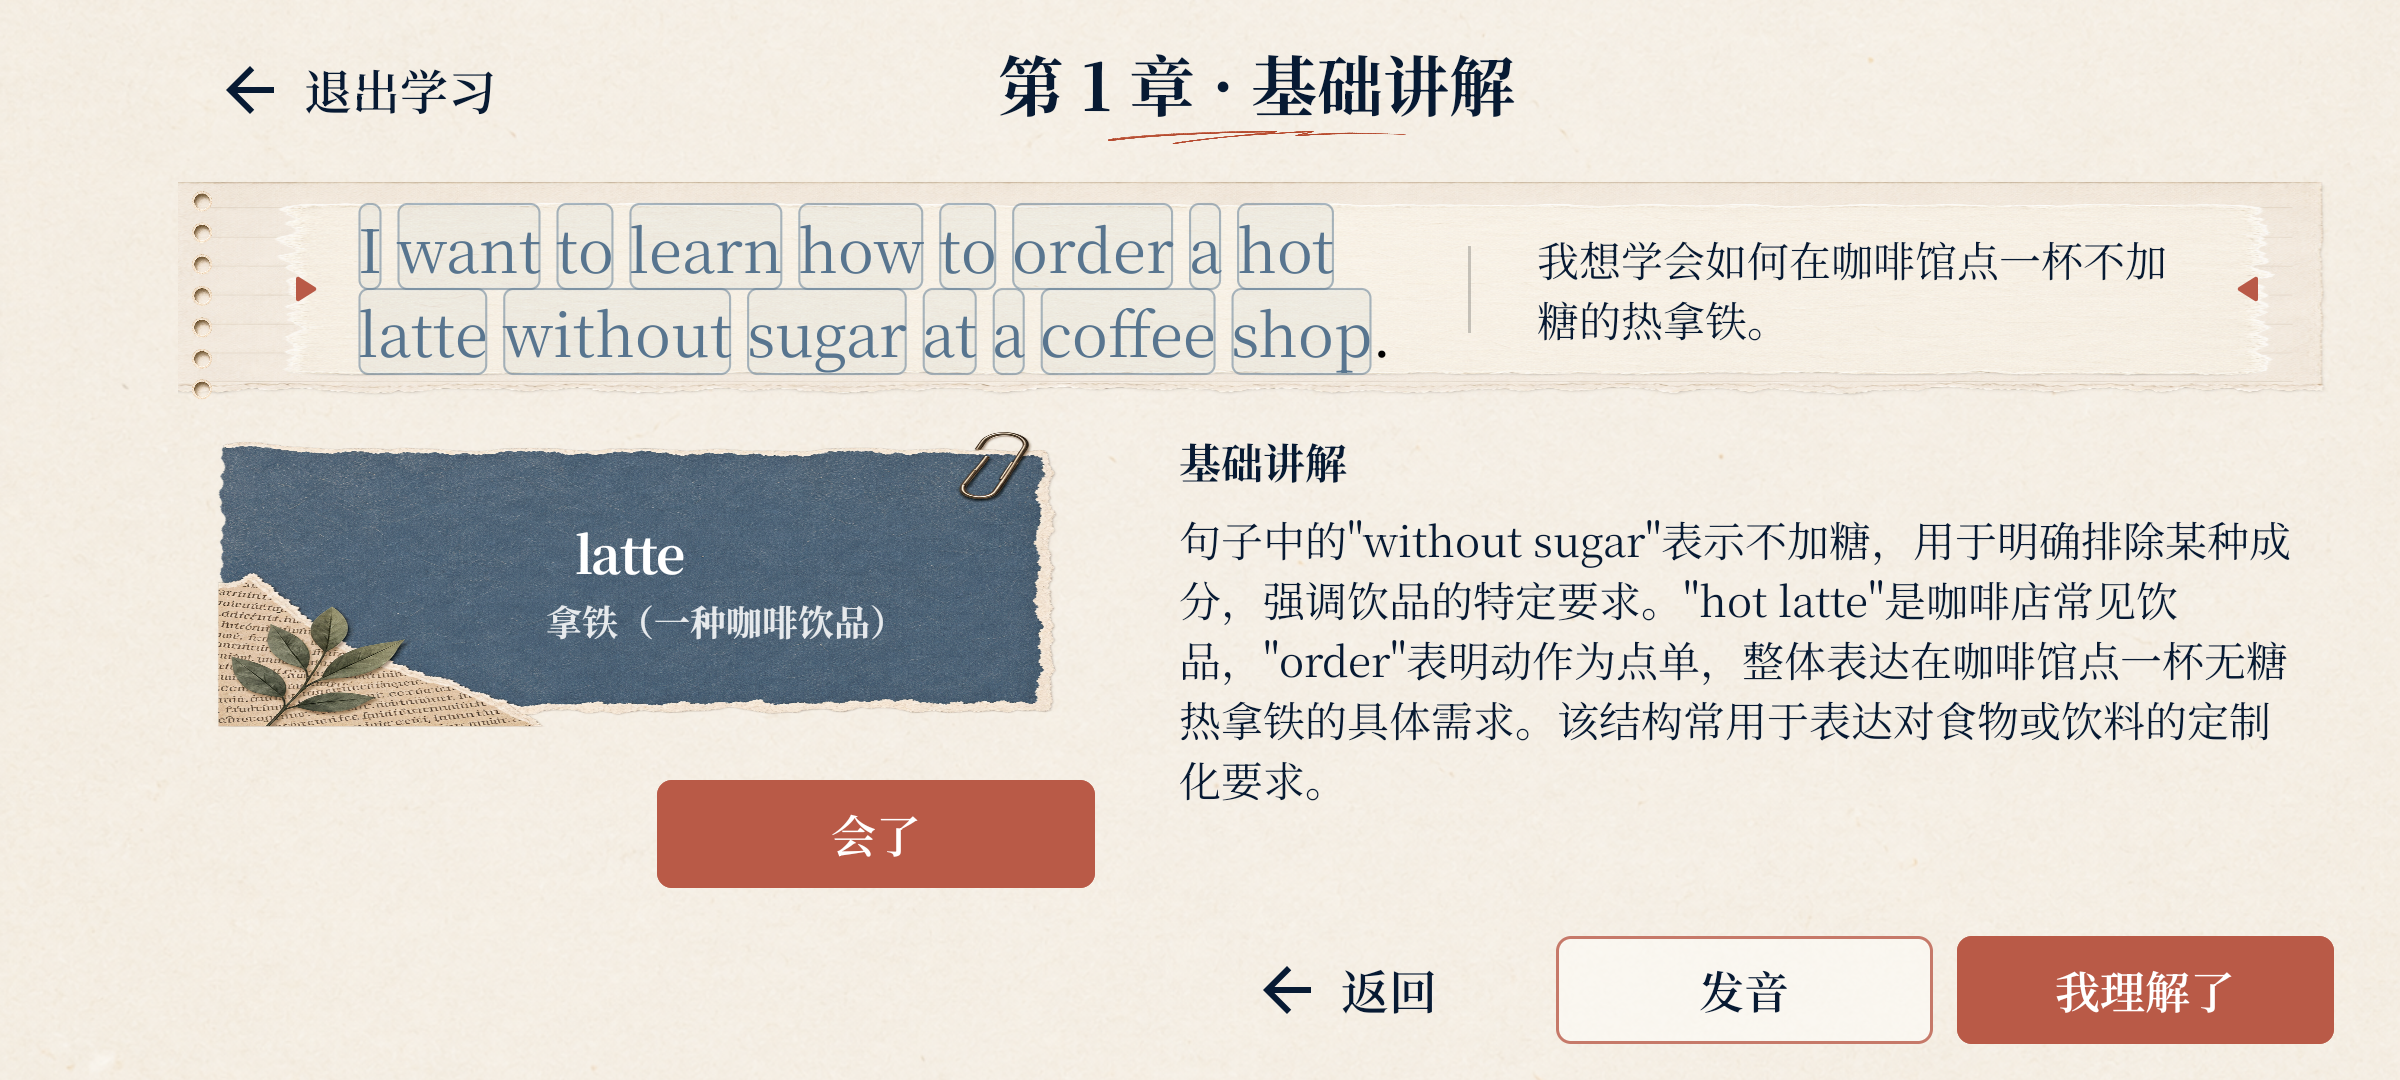 退出学习
第 1 章 · 基础讲解
I want to learn how to order a hot
latte without sugar at a coffee shop.
我想学会如何在咖啡馆点一杯不加
糖的热拿铁。
latte
拿铁（一种咖啡饮品）
会了
基础讲解
句子中的"without sugar"表示不加糖，用于明确排除某种成
分，强调饮品的特定要求。"hot latte"是咖啡店常见饮
品，"order"表明动作为点单，整体表达在咖啡馆点一杯无糖
热拿铁的具体需求。该结构常用于表达对食物或饮料的定制
化要求。
返回
发音
我理解了